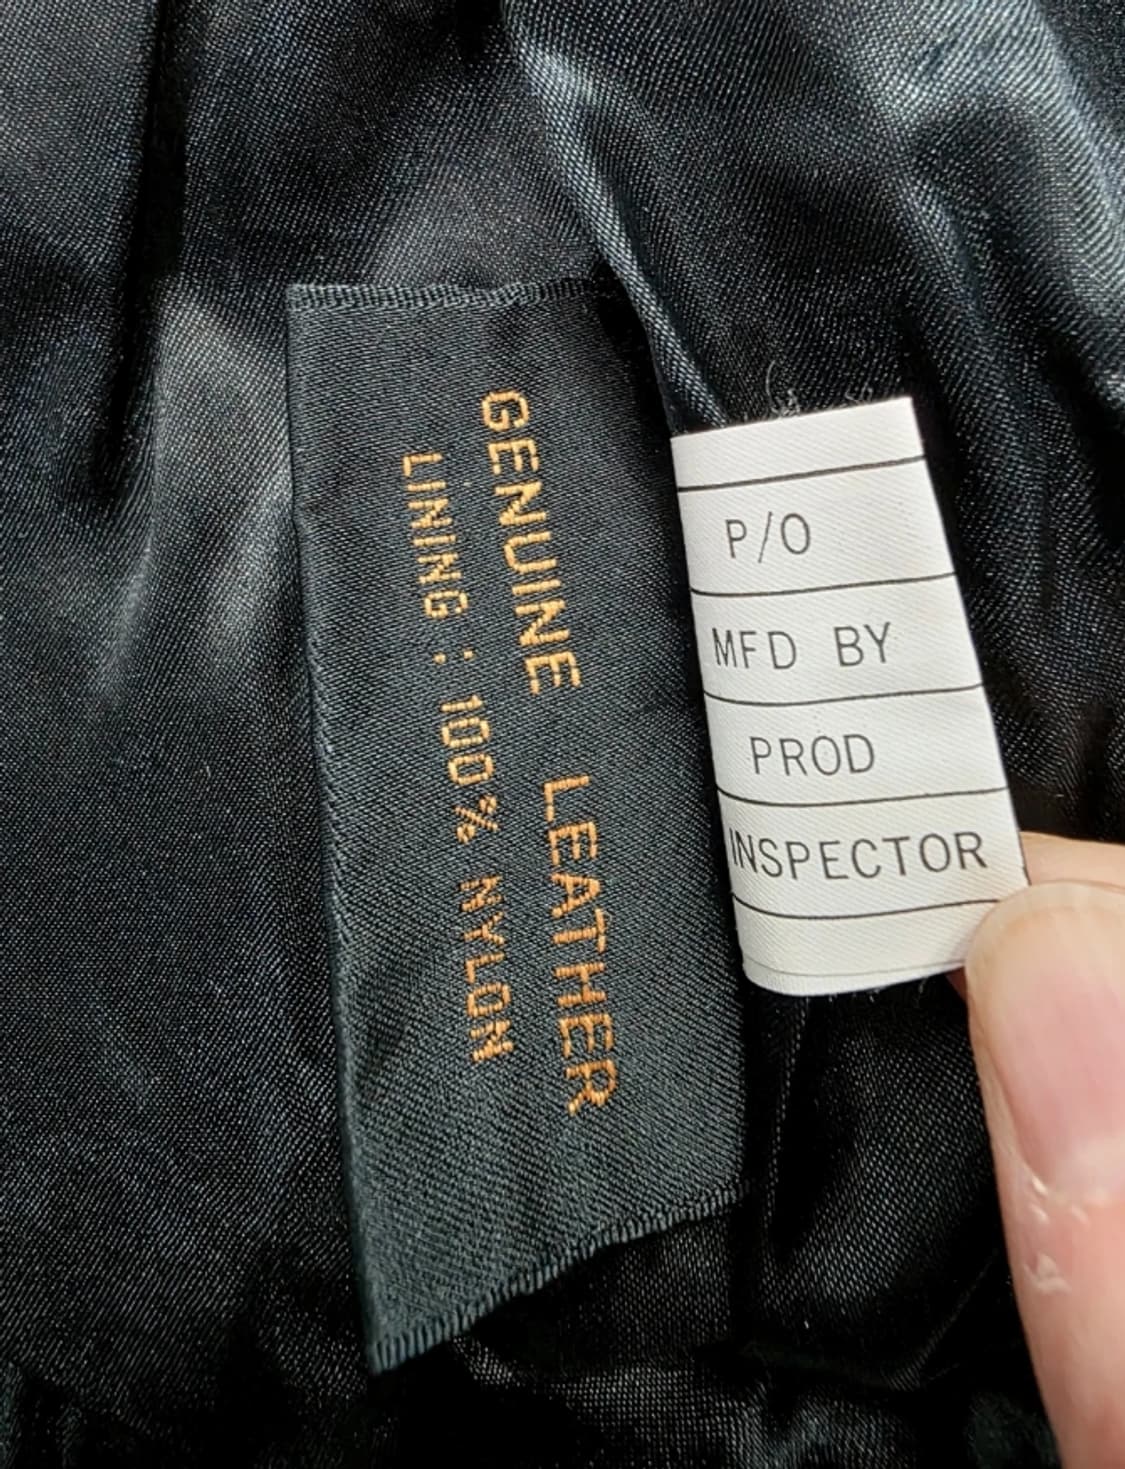 GENUINE LEATHER
LINING : 100% NYLON
P/O
MFD BY
PROD
INSPECTOR